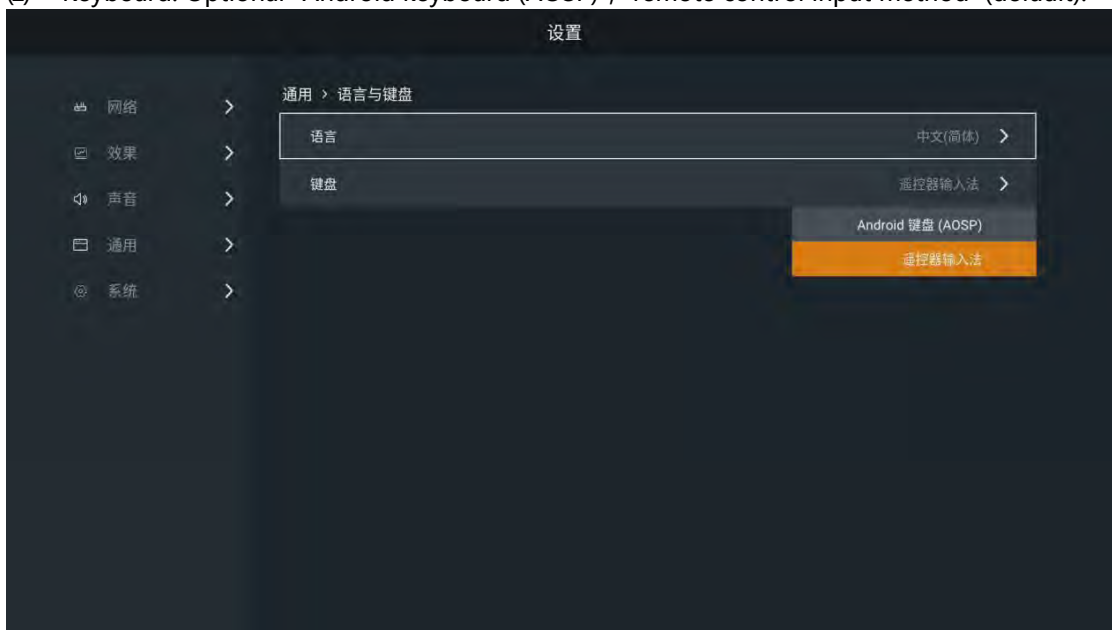 Keyboard: Optional "Android keyboard (AOSP)", "remote control input method" (default).
设置
网络
效果
声音
通用
系统
通用 > 语言与键盘
语言 中文(简体)
键盘 遥控器输入法
Android 键盘 (AOSP)
遥控器输入法